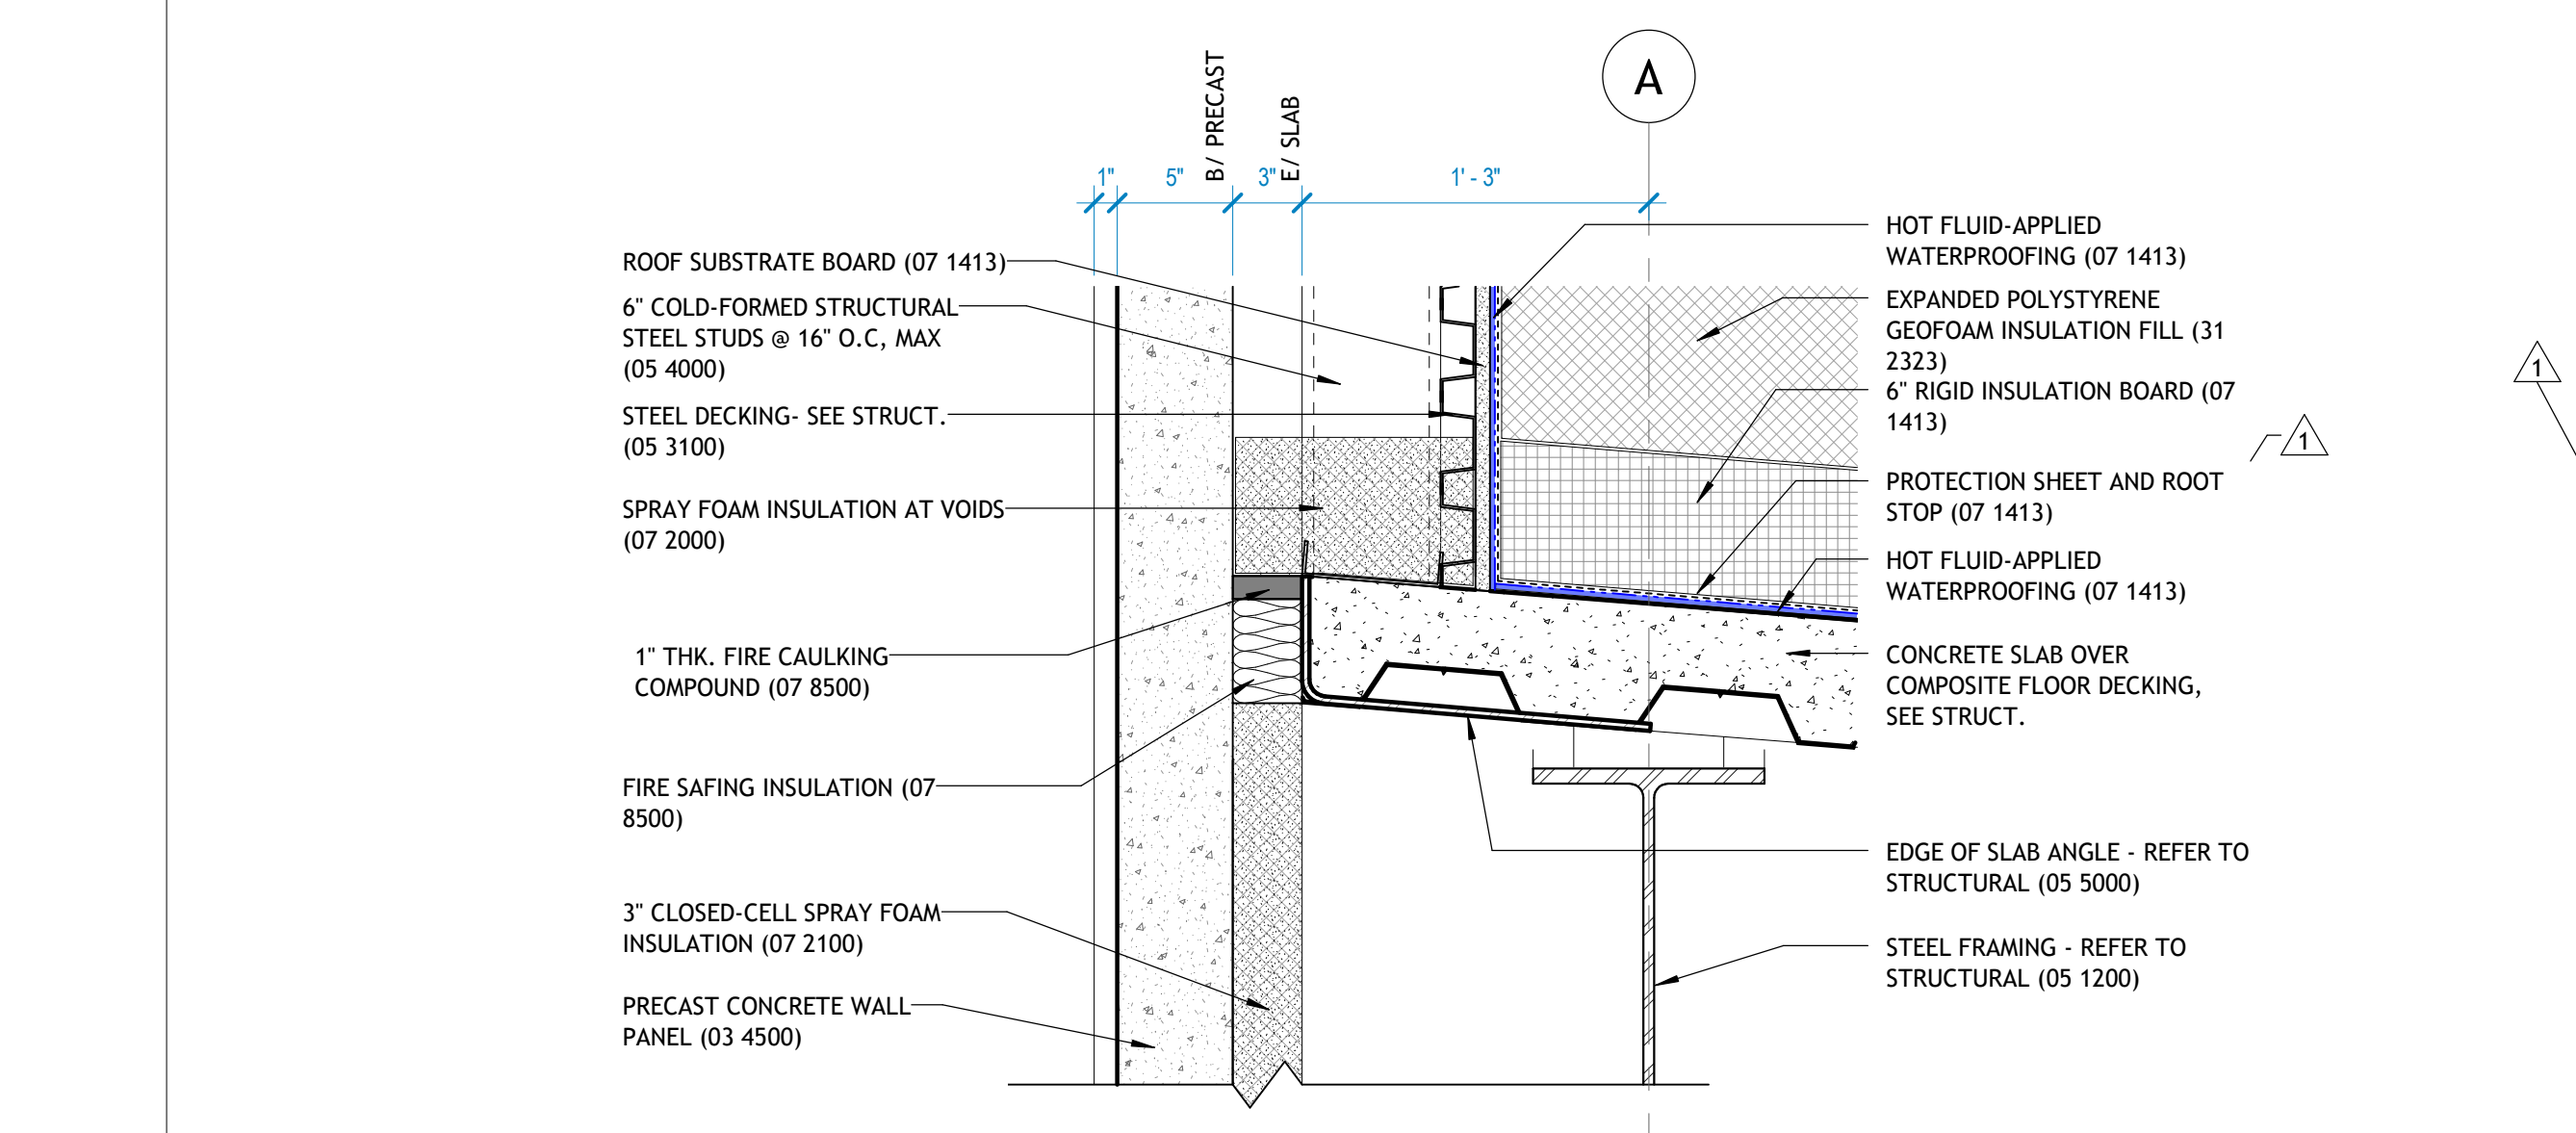 B/ PRECAST
E/ SLAB
A
1"
5"
3"
1' - 3"
ROOF SUBSTRATE BOARD (07 1413)
6" COLD-FORMED STRUCTURAL
STEEL STUDS @ 16" O.C, MAX
(05 4000)
STEEL DECKING- SEE STRUCT.
(05 3100)
SPRAY FOAM INSULATION AT VOIDS
(07 2000)
1" THK. FIRE CAULKING
COMPOUND (07 8500)
FIRE SAFING INSULATION (07
8500)
3" CLOSED-CELL SPRAY FOAM
INSULATION (07 2100)
PRECAST CONCRETE WALL
PANEL (03 4500)
HOT FLUID-APPLIED
WATERPROOFING (07 1413)
EXPANDED POLYSTYRENE
GEOFOAM INSULATION FILL (31
2323)
6" RIGID INSULATION BOARD (07
1413)
PROTECTION SHEET AND ROOT
STOP (07 1413)
HOT FLUID-APPLIED
WATERPROOFING (07 1413)
CONCRETE SLAB OVER
COMPOSITE FLOOR DECKING,
SEE STRUCT.
EDGE OF SLAB ANGLE - REFER TO
STRUCTURAL (05 5000)
STEEL FRAMING - REFER TO
STRUCTURAL (05 1200)
1
1